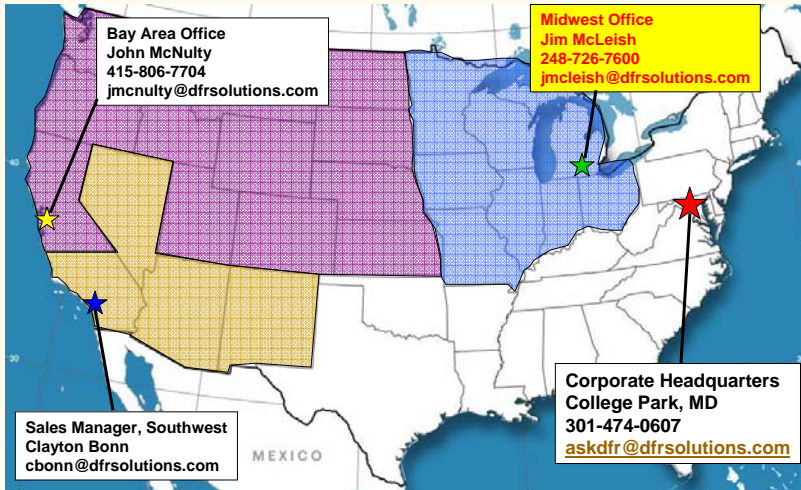 Bay Area Office
John McNulty
415-806-7704
jmcnulty@dfrsolutions.com
Midwest Office
Jim McLeish
248-726-7600
jmcleish@dfrsolutions.com
40
30
Corporate Headquarters
College Park, MD
301-474-0607
askdfr@dfrsolutions.com
Sales Manager, Southwest
Clayton Bonn
cbonn@dfrsolutions.com
MEXICO